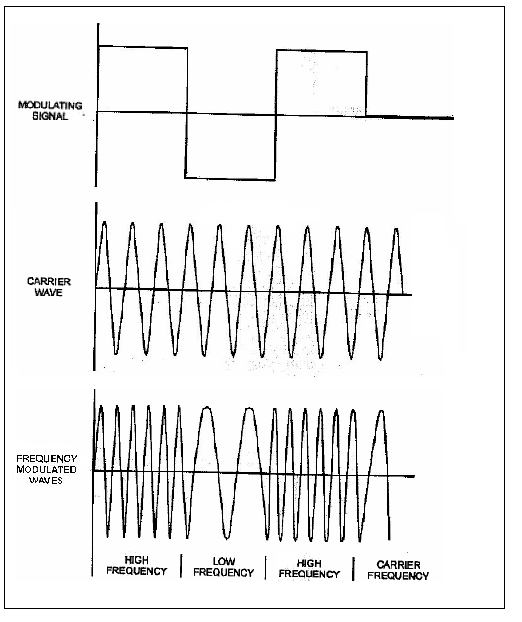 MODULATING
SIGNAL
CARRIER
WAVE
FREQUENCY
MODULATED
WAVES
HIGH
FREQUENCY
LOW
FREQUENCY
HIGH
FREQUENCY
CARRIER
FREQUENCY